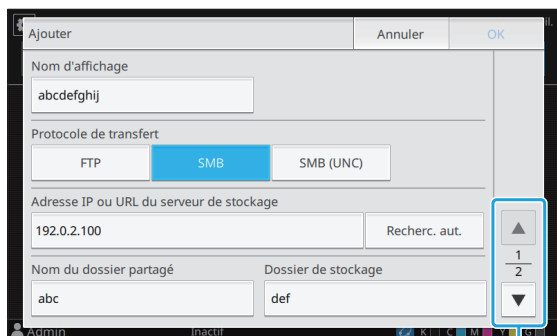 Ajouter Annuler OK
Nom d'affichage
abcdefghij
Protocole de transfert
FTP SMB SMB (UNC)
Adresse IP ou URL du serveur de stockage
192.0.2.100 Recherc. aut.
1
2
Nom du dossier partagé Dossier de stockage
abc def
Admin Inactif K C M Y G